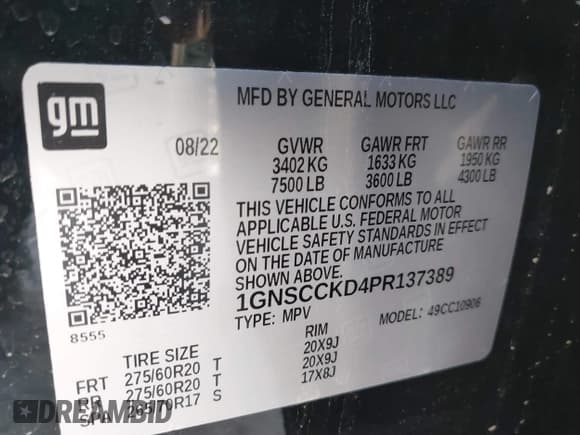 gm
MFD BY GENERAL MOTORS LLC
08/22 GVWR GAWR FRT GAWR RR
3402 KG 1633 KG 1950 KG
7500 LB 3600 LB 4300 LB
THIS VEHICLE CONFORMS TO ALL
APPLICABLE U.S. FEDERAL MOTOR
VEHICLE SAFETY STANDARDS IN EFFECT
ON THE DATE OF MANUFACTURE
SHOWN ABOVE.
1GNSCCKD4PR137389
TYPE: MPV MODEL: 49CC10906
8555
TIRE SIZE RIM
FRT 275/60R20 T 20X9J
RR 275/60R20 T 20X9J
265/70R17 S 17X8J
DREAMBID